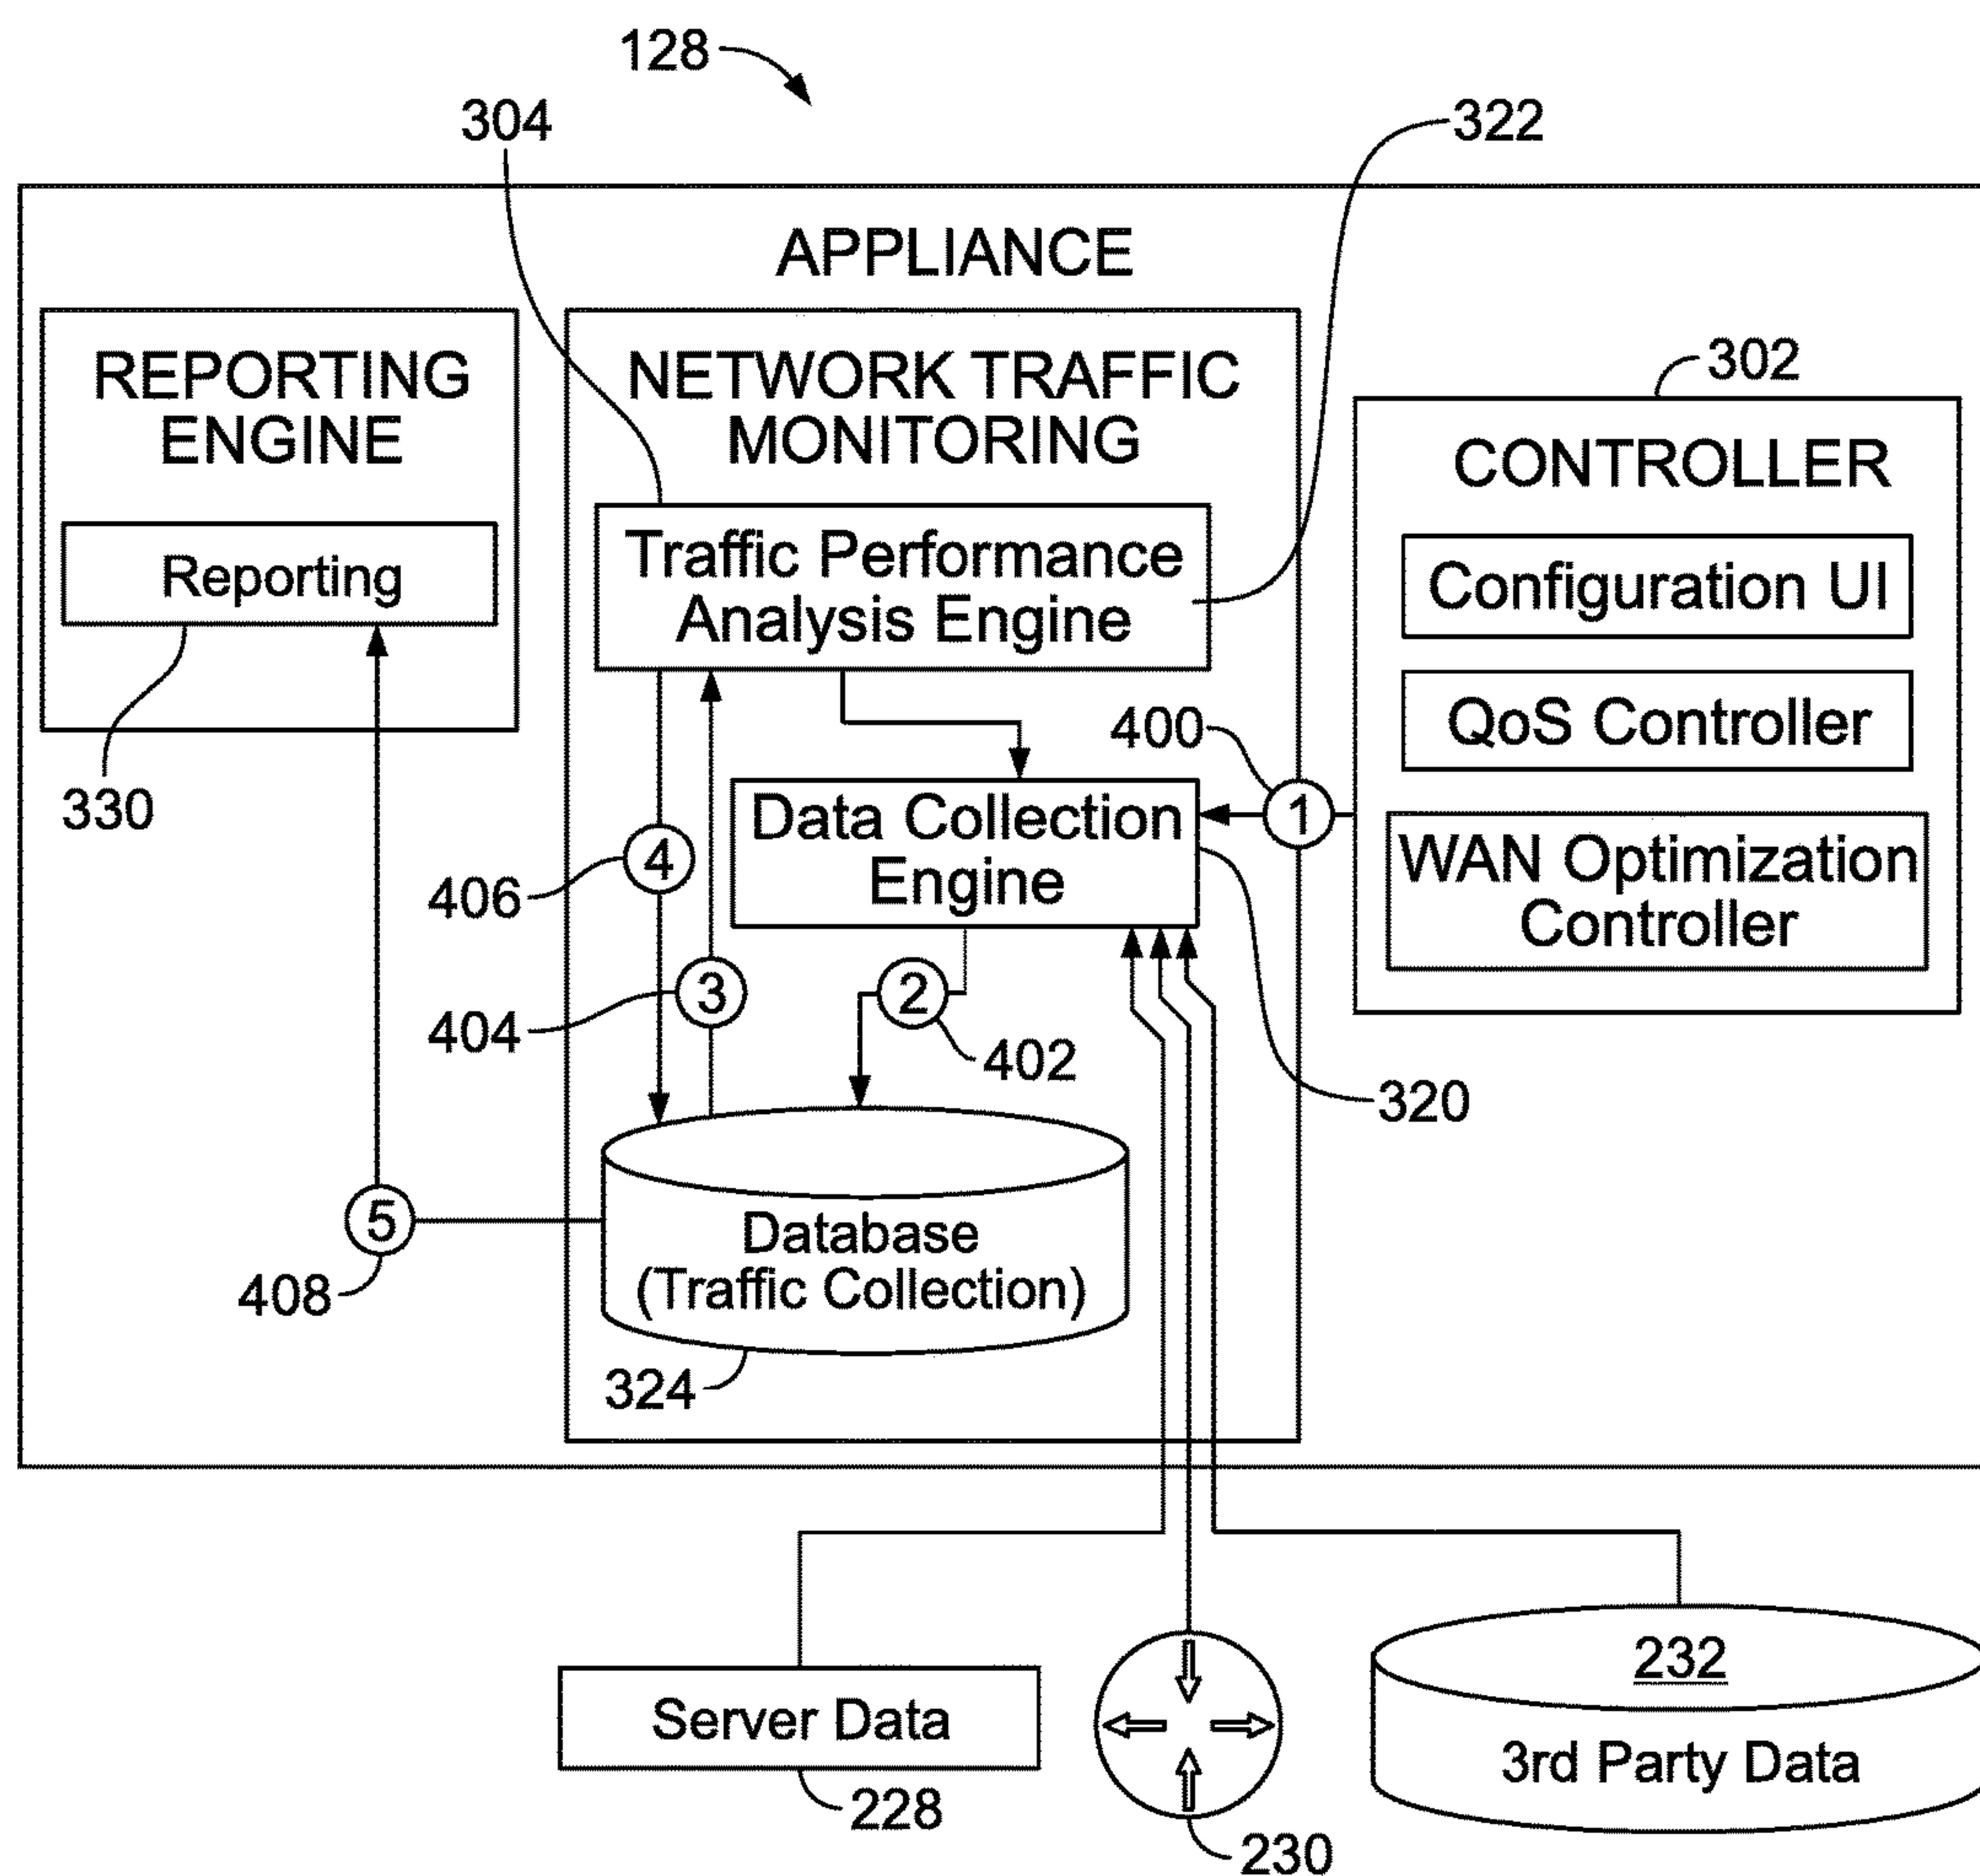 128
304
322
APPLIANCE
REPORTING
ENGINE
Reporting
330
NETWORK TRAFFIC
MONITORING
Traffic Performance
Analysis Engine
302
CONTROLLER
Configuration UI
QoS Controller
WAN Optimization
Controller
400
1
Data Collection
Engine
4
406
3
404
2
402
320
5
408
Database
(Traffic Collection)
324
Server Data
228
230
232
3rd Party Data